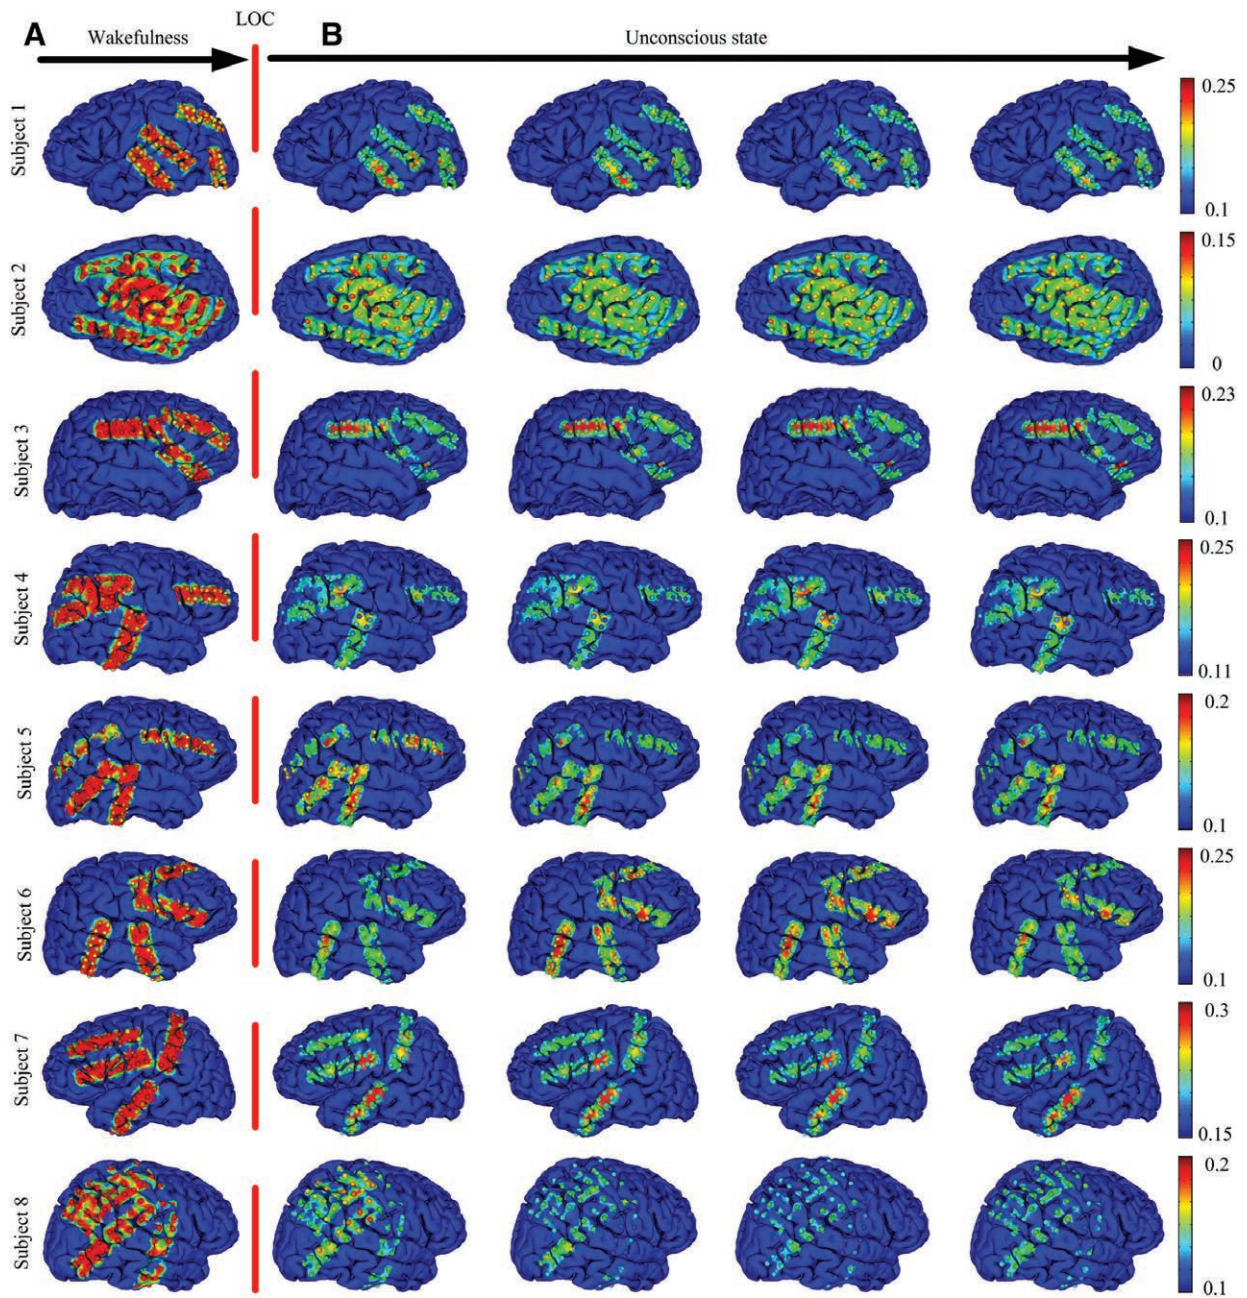 LOC
A Wakefulness B Unconscious state
Subject 1
0.25
0.1
Subject 2
0.15
0
Subject 3
0.23
0.1
Subject 4
0.25
0.11
Subject 5
0.2
0.1
Subject 6
0.25
0.1
Subject 7
0.3
0.15
Subject 8
0.2
0.1